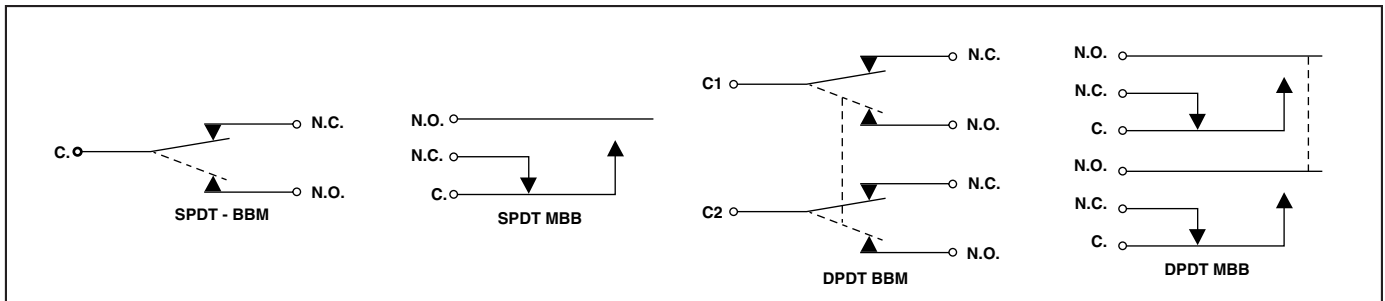 C.
N.C.
N.O.
SPDT - BBM
N.O.
N.C.
C.
SPDT MBB
C1
N.C.
N.O.
C2
N.C.
N.O.
DPDT BBM
N.O.
N.C.
C.
N.O.
N.C.
C.
DPDT MBB